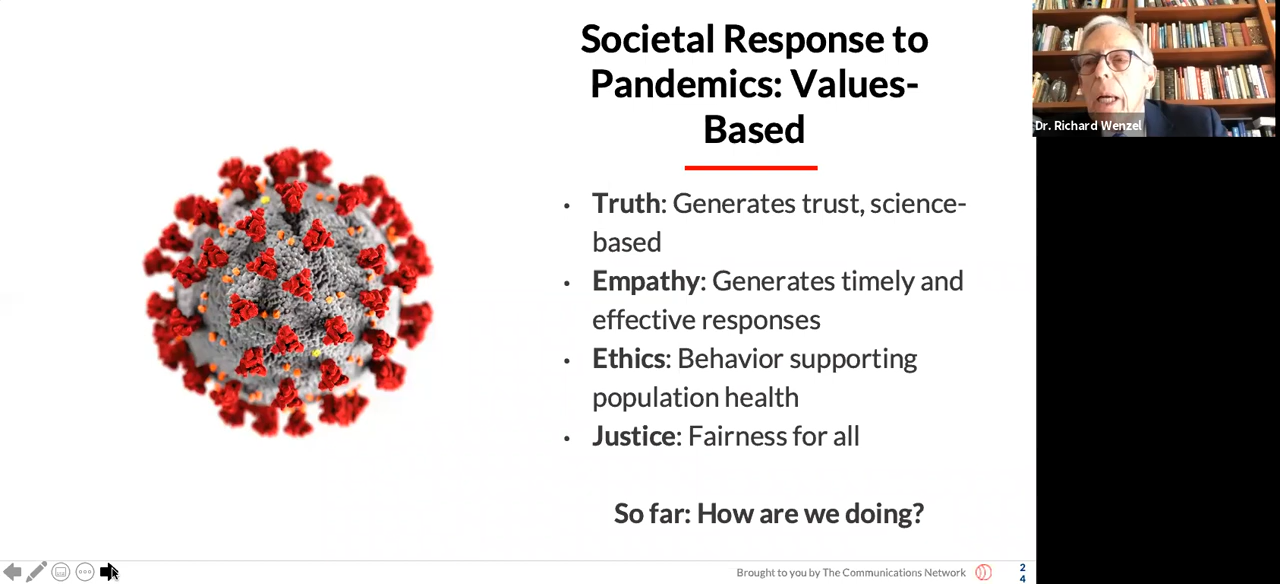 Societal Response to
Pandemics: Values-
Based
• Truth: Generates trust, science-
based
• Empathy: Generates timely and
effective responses
• Ethics: Behavior supporting
population health
• Justice: Fairness for all
So far: How are we doing?
Brought to you by The Communications Network
2
4
Dr. Richard Wenzel